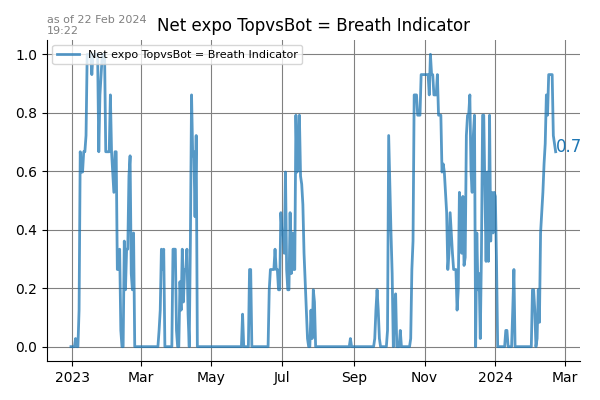 as of 22 Feb 2024
19:22
Net expo TopvsBot = Breath Indicator
Net expo TopvsBot = Breath Indicator
1.0
0.8
0.6
0.4
0.2
0.0
0.7
2023 Mar May Jul Sep Nov 2024 Mar